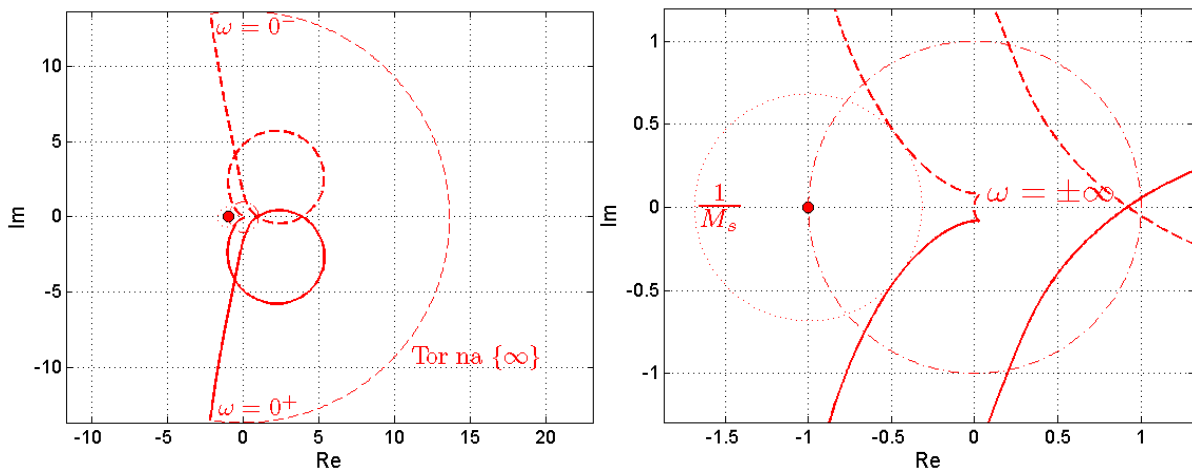 ω = 0⁻
10
5
0
-5
-10
Im
Tor na {∞}
ω = 0⁺
-10 -5 0 5 10 15 20
Re
1
0.5
0
-0.5
-1
Im
1/M_s
ω = ±∞
-1.5 -1 -0.5 0 0.5 1
Re